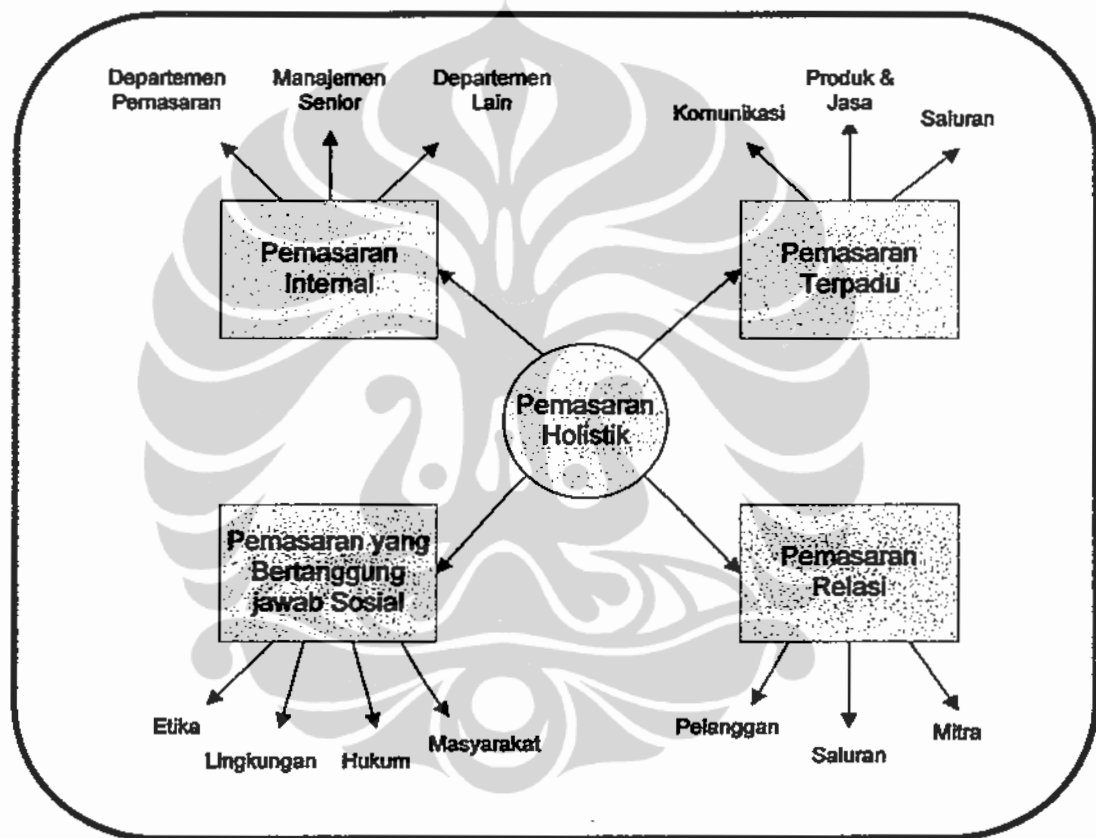 Departemen
Pemasaran
Manajemen
Senior
Departemen
Lain
Komunikasi
Produk &
Jasa
Saluran
Pemasaran
Internal
Pemasaran
Terpadu
Pemasaran
Holistik
Pemasaran yang
Bertanggung
jawab Sosial
Pemasaran
Relasi
Etika
Lingkungan
Hukum
Masyarakat
Pelanggan
Saluran
Mitra